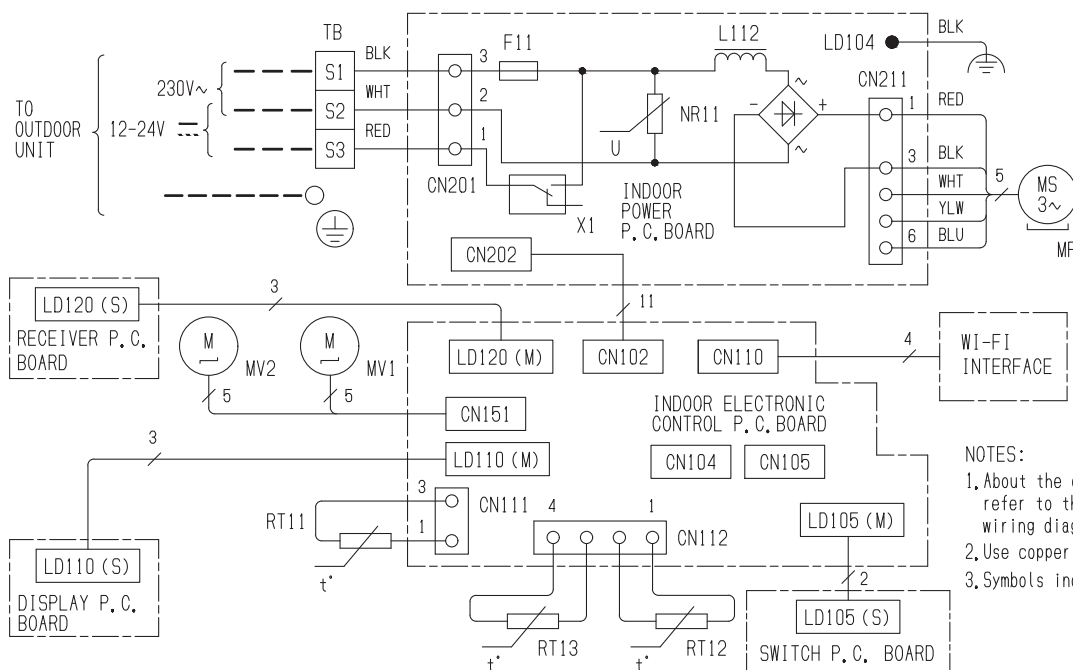 TB
BLK
S1
230V~
WHT
S2
RED
S3
TO
OUTDOOR
UNIT
12-24V
3
2
1
CN201
F11
L112
LD104
BLK
CN211
NR11
U
~
-
+
~
X1
INDOOR
POWER
P.C.BOARD
1
RED
3
BLK
WHT
YLW
6
BLU
5
MS
3~
MF
CN202
11
LD120(S)
RECEIVER P.C.
BOARD
3
M
MV2
5
M
MV1
5
LD120(M)
CN102
CN110
4
WI-FI
INTERFACE
CN151
INDOOR ELECTRONIC
CONTROL P.C.BOARD
LD110(M)
CN104
CN105
3
3
CN111
1
RT11
t°
4
1
CN112
LD105(M)
2
LD110(S)
DISPLAY P.C.
BOARD
RT13
t°
RT12
t°
LD105(S)
SWITCH P.C. BOARD
NOTES:
1.About the
refer to th
wiring diag
2.Use copper
3.Symbols in